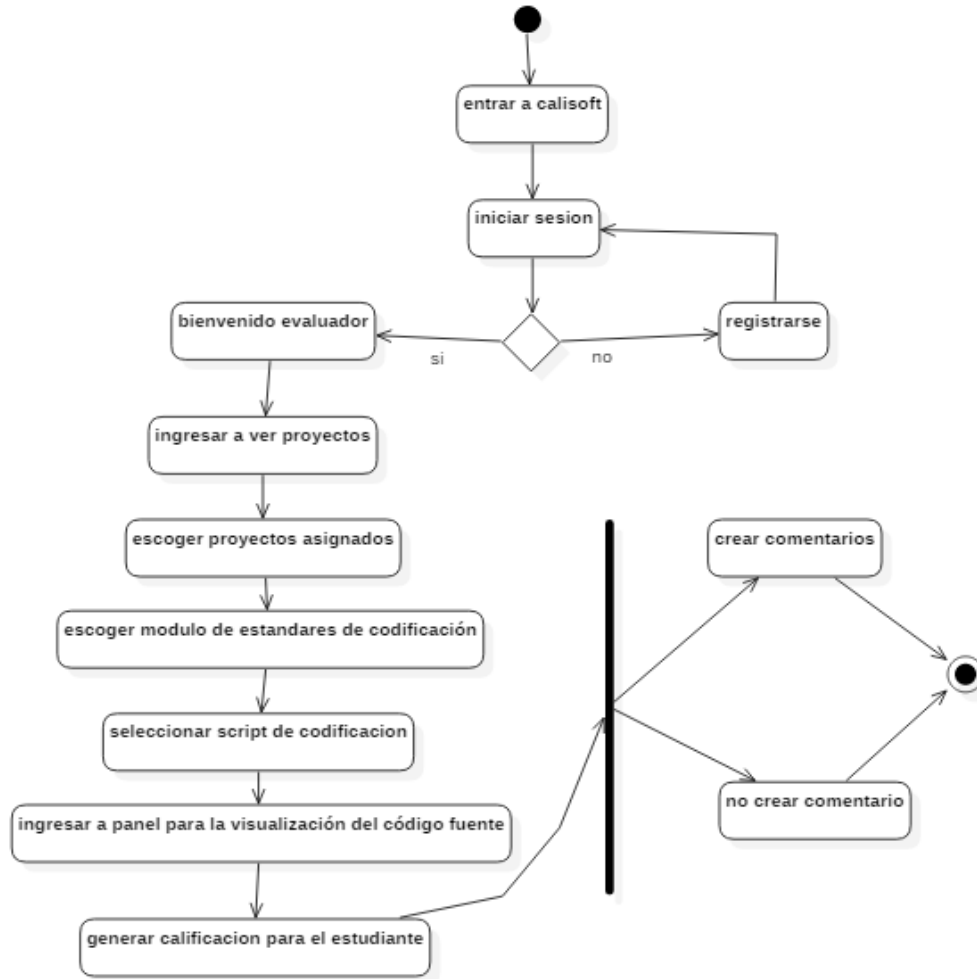 entrar a calisoft
iniciar sesion
bienvenido evaluador
registrarse
si
no
ingresar a ver proyectos
escoger proyectos asignados
crear comentarios
escoger modulo de estandares de codificación
seleccionar script de codificacion
no crear comentario
ingresar a panel para la visualización del código fuente
generar calificacion para el estudiante